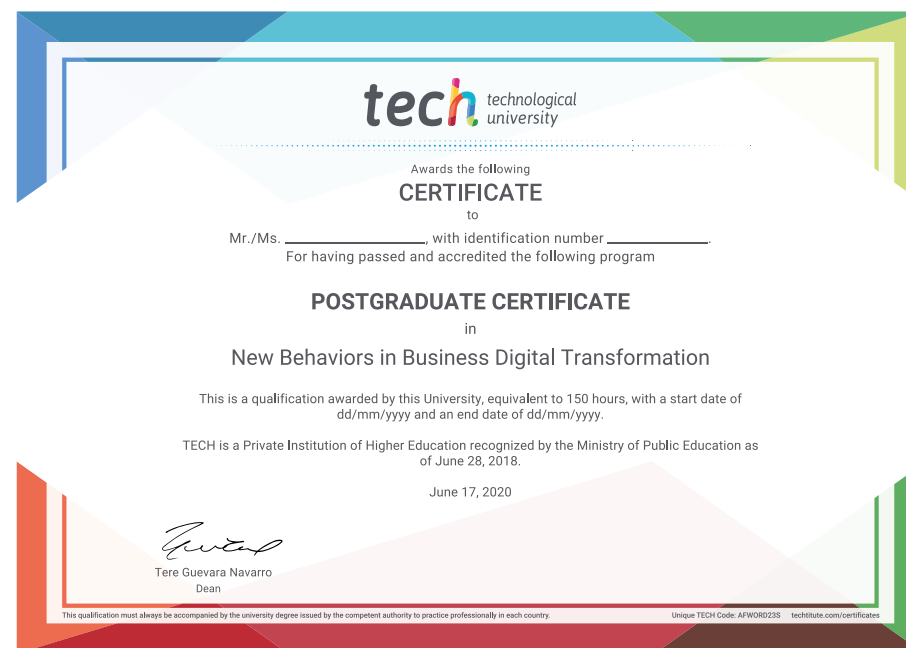 tech technological
university
Awards the following
CERTIFICATE
to
Mr./Ms. ____________________, with identification number ______________.
For having passed and accredited the following program
POSTGRADUATE CERTIFICATE
in
New Behaviors in Business Digital Transformation
This is a qualification awarded by this University, equivalent to 150 hours, with a start date of
dd/mm/yyyy and an end date of dd/mm/yyyy.
TECH is a Private Institution of Higher Education recognized by the Ministry of Public Education as
of June 28, 2018.
June 17, 2020
Tere Guevara Navarro
Dean
This qualification must always be accompanied by the university degree issued by the competent authority to practice professionally in each country. Unique TECH Code: AFWORD23S techtitute.com/certificates